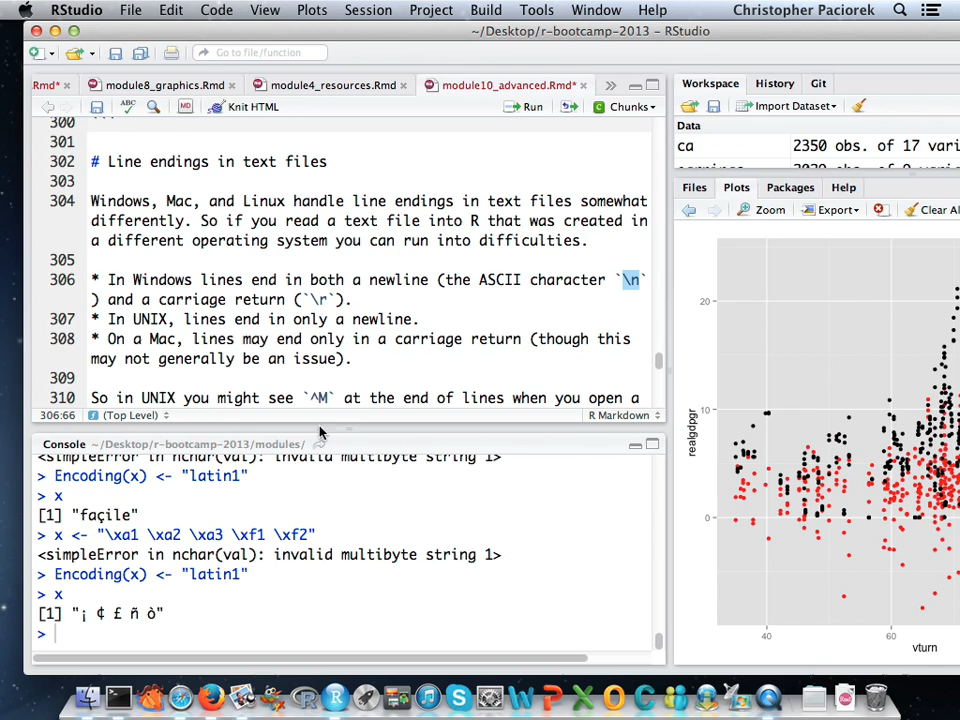 RStudio File Edit Code View Plots Session Project Build Tools Window Help Christopher Paciorek
~/Desktop/r-bootcamp-2013 - RStudio
Go to file/function
Rmd* × module8_graphics.Rmd × module4_resources.Rmd × module10_advanced.Rmd* × »
ABC MD Knit HTML Run Chunks
300 ```
301
302 # Line endings in text files
303
304 Windows, Mac, and Linux handle line endings in text files somewhat
differently. So if you read a text file into R that was created in
a different operating system you can run into difficulties.
305
306 * In Windows lines end in both a newline (the ASCII character `\n`
) and a carriage return (`\r`).
307 * In UNIX, lines end in only a newline.
308 * On a Mac, lines may end only in a carriage return (though this
may not generally be an issue).
309
310 So in UNIX you might see `^M` at the end of lines when you open a
306:66 (Top Level) R Markdown
Console ~/Desktop/r-bootcamp-2013/modules/
<simpleError in nchar(val): invalid multibyte string 1>
> Encoding(x) <- "latin1"
> x
[1] "façile"
> x <- "\xa1 \xa2 \xa3 \xf1 \xf2"
<simpleError in nchar(val): invalid multibyte string 1>
> Encoding(x) <- "latin1"
> x
[1] "¡ ¢ £ ñ ò"
>
Workspace History Git
Import Dataset
Data
ca 2350 obs. of 17 vari
Files Plots Packages Help
Zoom Export Clear All
20
10
0
realgdpgr
40 60
vturn